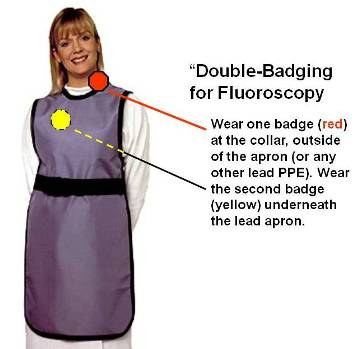 “Double-Badging
for Fluoroscopy
Wear one badge (red)
at the collar, outside
of the apron (or any
other lead PPE). Wear
the second badge
(yellow) underneath
the lead apron.